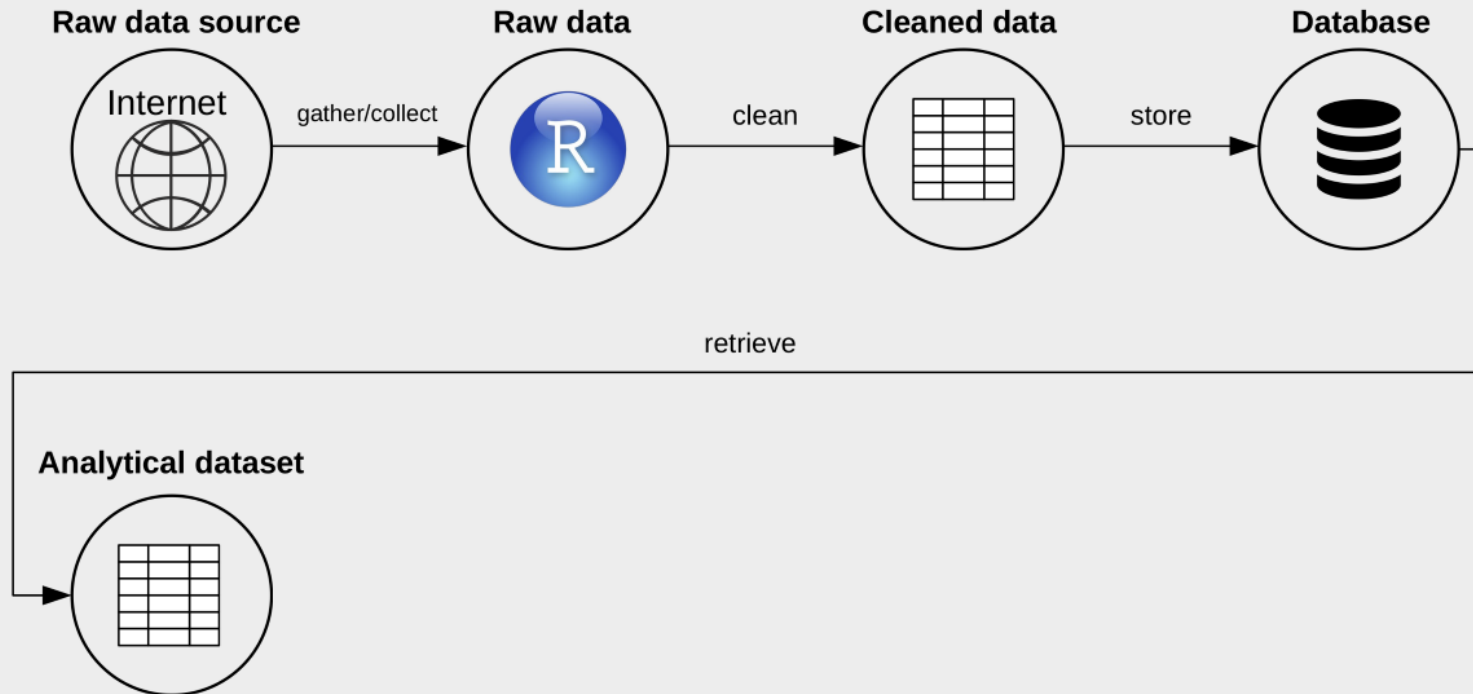 Raw data source
Raw data
Cleaned data
Database
Internet
gather/collect
R
clean
store
retrieve
Analytical dataset